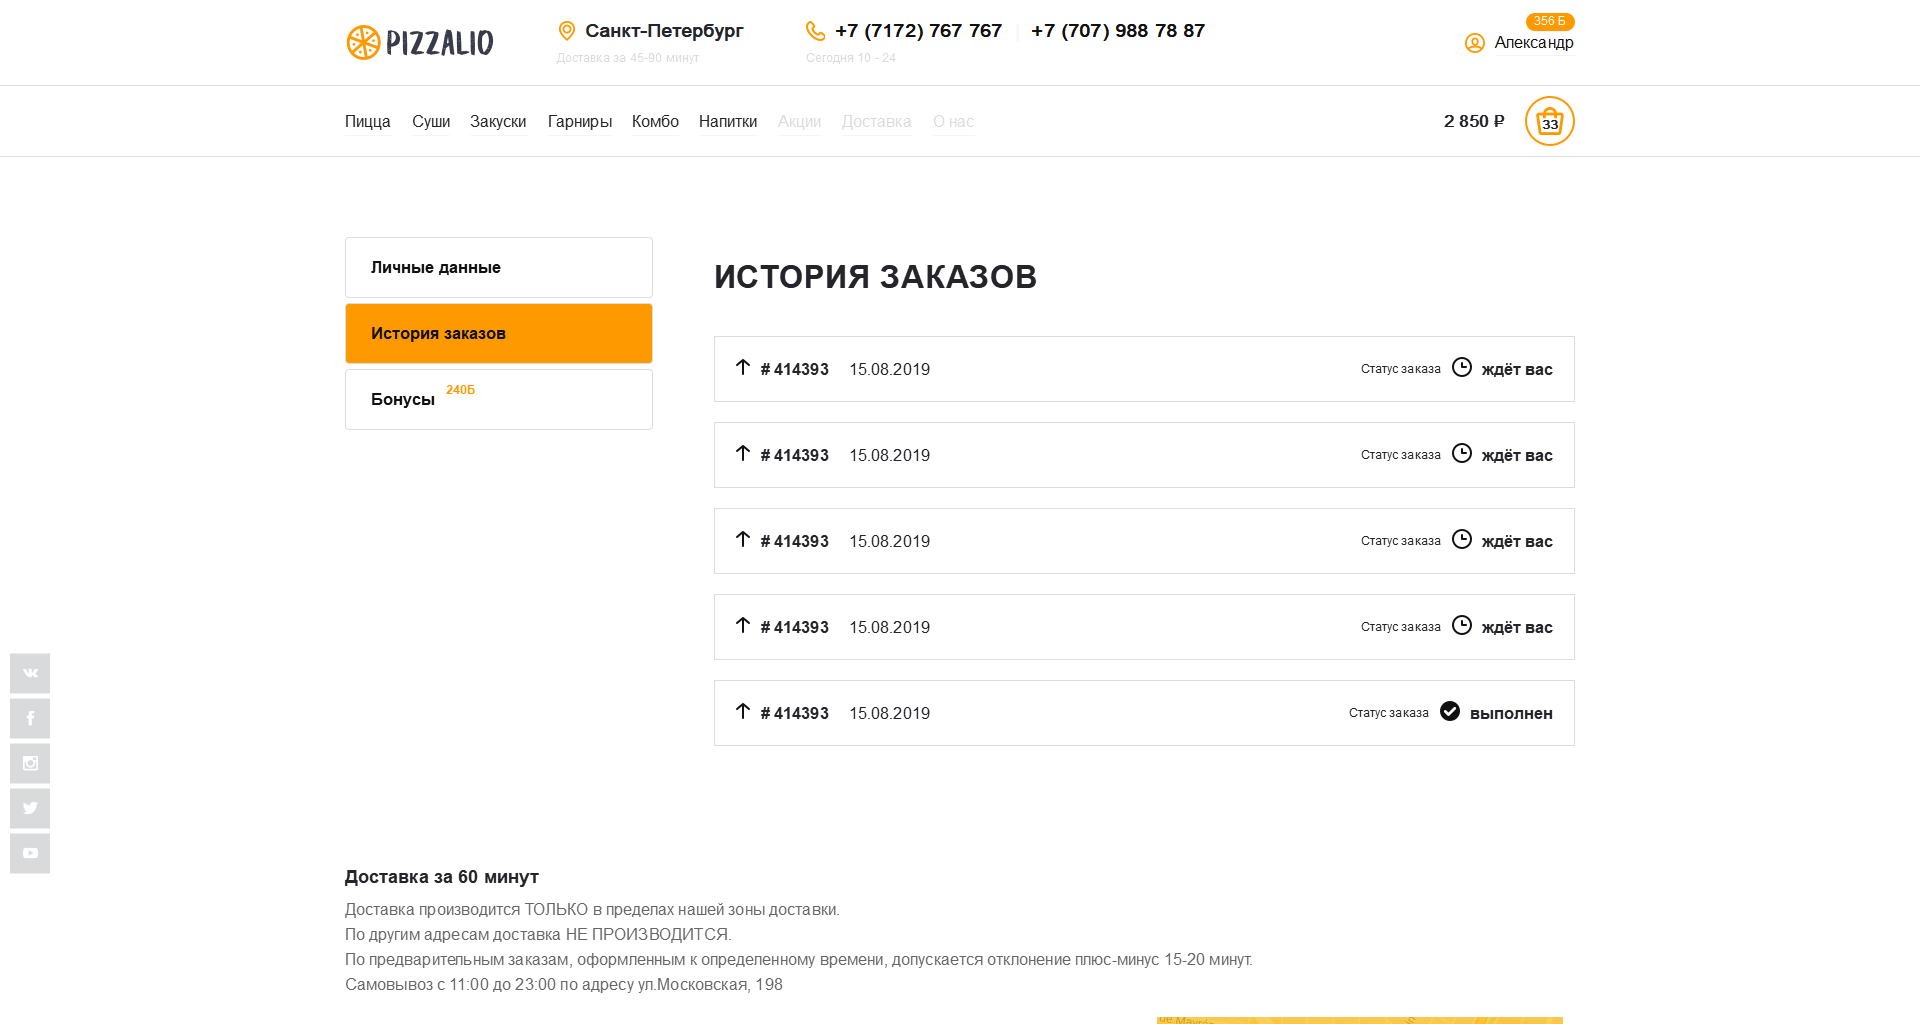 PIZZALIO
Санкт-Петербург
Доставка за 45-90 минут
+7 (7172) 767 767 | +7 (707) 988 78 87
Сегодня 10 - 24
356 Б
Александр
Пицца Суши Закуски Гарниры Комбо Напитки Акции Доставка О нас
2 850 ₽
33
Личные данные
История заказов
Бонусы 240Б
ИСТОРИЯ ЗАКАЗОВ
# 414393 15.08.2019 Статус заказа ждёт вас
# 414393 15.08.2019 Статус заказа ждёт вас
# 414393 15.08.2019 Статус заказа ждёт вас
# 414393 15.08.2019 Статус заказа ждёт вас
# 414393 15.08.2019 Статус заказа выполнен
Доставка за 60 минут
Доставка производится ТОЛЬКО в пределах нашей зоны доставки.
По другим адресам доставка НЕ ПРОИЗВОДИТСЯ.
По предварительным заказам, оформленным к определенному времени, допускается отклонение плюс-минус 15-20 минут.
Самовывоз с 11:00 до 23:00 по адресу ул.Московская, 198